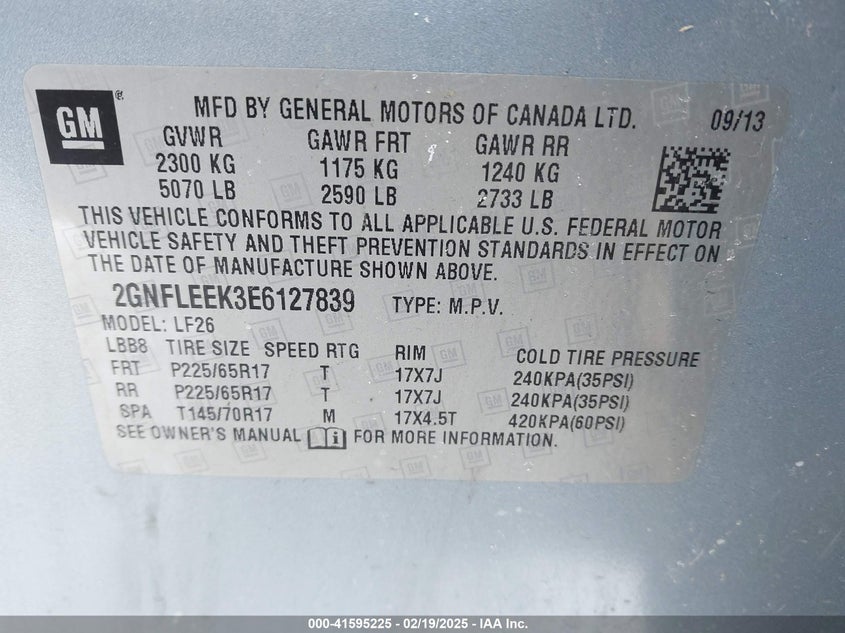 GM ® MFD BY GENERAL MOTORS OF CANADA LTD. 09/13
GVWR GAWR FRT GAWR RR
2300 KG 1175 KG 1240 KG
5070 LB 2590 LB 2733 LB
THIS VEHICLE CONFORMS TO ALL APPLICABLE U.S. FEDERAL MOTOR
VEHICLE SAFETY AND THEFT PREVENTION STANDARDS IN EFFECT ON
THE DATE OF MANUFACTURE SHOWN ABOVE.
2GNFLEEK3E6127839 TYPE: M.P.V.
MODEL: LF26
LBB8 TIRE SIZE SPEED RTG RIM COLD TIRE PRESSURE
FRT P225/65R17 T 17X7J 240KPA(35PSI)
RR P225/65R17 T 17X7J 240KPA(35PSI)
SPA T145/70R17 M 17X4.5T 420KPA(60PSI)
SEE OWNER'S MANUAL FOR MORE INFORMATION.
000-41595225 - 02/19/2025 - IAA Inc.